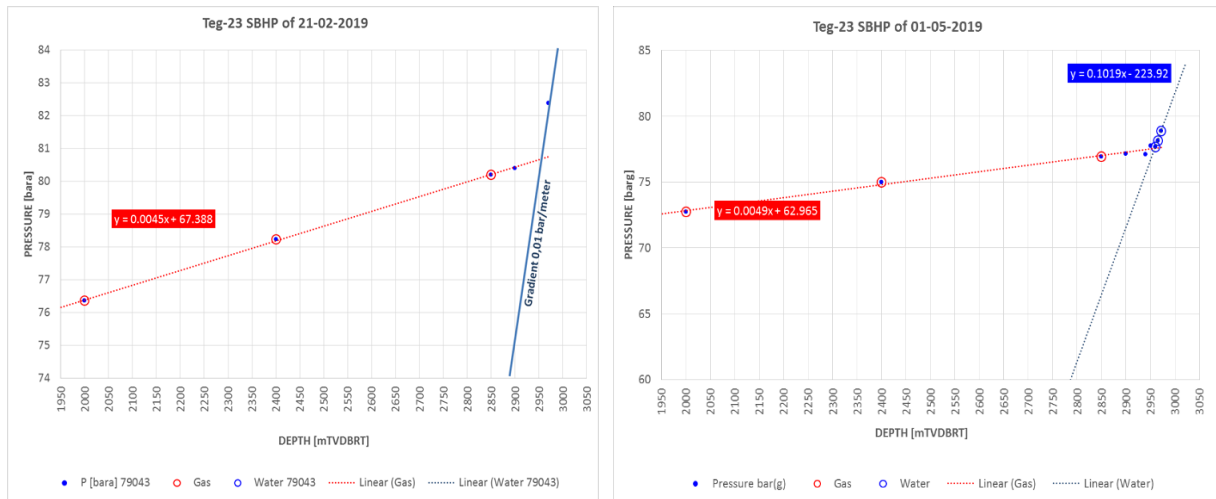 Teg-23 SBHP of 21-02-2019
84
83
82
81
80
79
78
77
76
75
74
PRESSURE [bara]
y = 0.0045x + 67.388
Gradient 0,01 bar/meter
1950 2000 2050 2100 2150 2200 2250 2300 2350 2400 2450 2500 2550 2600 2650 2700 2750 2800 2850 2900 2950 3000 3050
DEPTH [mTVDBRT]
P [bara] 79043 Gas Water 79043 Linear (Gas) Linear (Water 79043)
Teg-23 SBHP of 01-05-2019
85
80
75
70
65
60
PRESSURE [barg]
y = 0.1019x - 223.92
y = 0.0049x + 62.965
1950 2000 2050 2100 2150 2200 2250 2300 2350 2400 2450 2500 2550 2600 2650 2700 2750 2800 2850 2900 2950 3000 3050
DEPTH [mTVDBRT]
Pressure bar(g) Gas Water Linear (Gas) Linear (Water)